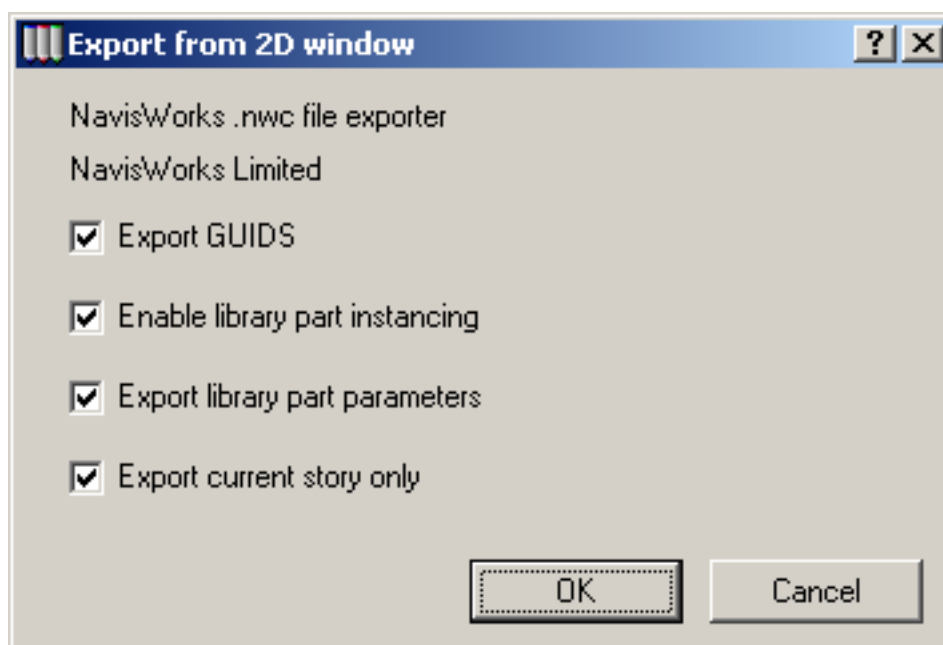 Export from 2D window
NavisWorks .nwc file exporter
NavisWorks Limited
Export GUIDS
Enable library part instancing
Export library part parameters
Export current story only
OK
Cancel